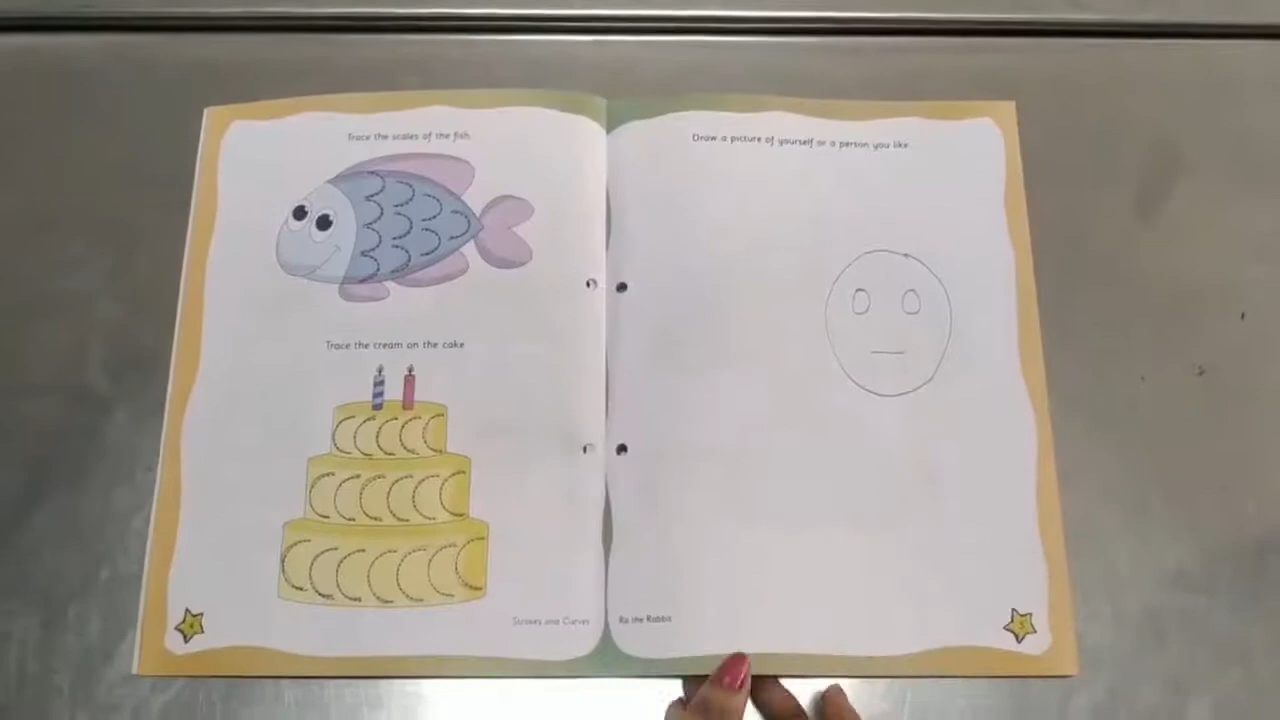 Trace the scales of the fish.
Trace the cream on the cake
Strokes and Curves
Draw a picture of yourself or a person you like.
Ro the Rabbit